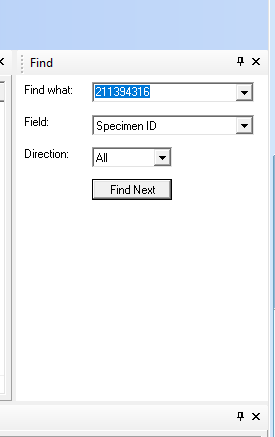 Find
Find what: 211394316
Field: Specimen ID
Direction: All
Find Next